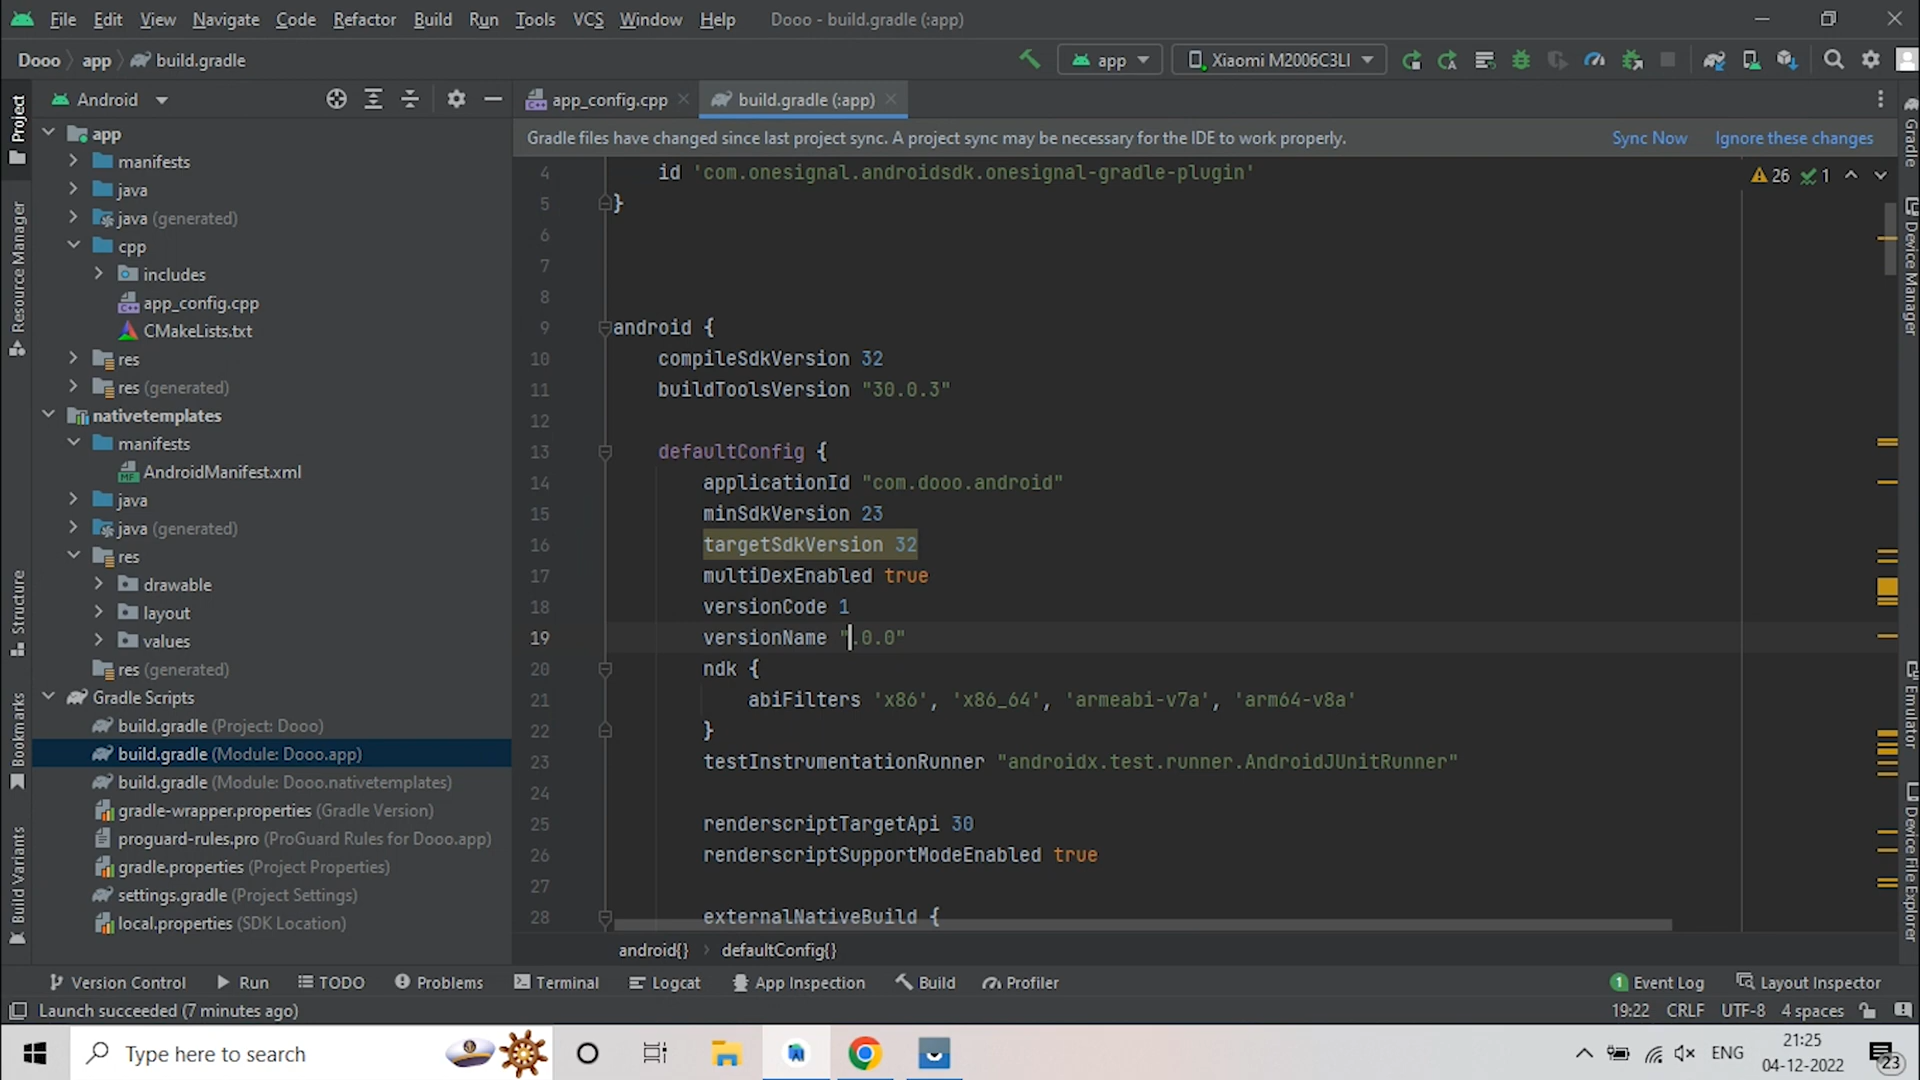 File Edit View Navigate Code Refactor Build Run Tools VCS Window Help Dooo - build.gradle (:app)
Dooo app build.gradle app Xiaomi M2006C3LI
Android app_config.cpp build.gradle (:app)
Gradle files have changed since last project sync. A project sync may be necessary for the IDE to work properly. Sync Now Ignore these changes
Project
Resource Manager
Structure
Bookmarks
Build Variants
app
manifests
java
java (generated)
cpp
includes
app_config.cpp
CMakeLists.txt
res
res (generated)
nativetemplates
manifests
AndroidManifest.xml
java
java (generated)
res
drawable
layout
values
res (generated)
Gradle Scripts
build.gradle (Project: Dooo)
build.gradle (Module: Dooo.app)
build.gradle (Module: Dooo.nativetemplates)
gradle-wrapper.properties (Gradle Version)
proguard-rules.pro (ProGuard Rules for Dooo.app)
gradle.properties (Project Properties)
settings.gradle (Project Settings)
local.properties (SDK Location)
26 1
4 id 'com.onesignal.androidsdk.onesignal-gradle-plugin'
5 }
6
7
8
9 android {
10 compileSdkVersion 32
11 buildToolsVersion "30.0.3"
12
13 defaultConfig {
14 applicationId "com.dooo.android"
15 minSdkVersion 23
16 targetSdkVersion 32
17 multiDexEnabled true
18 versionCode 1
19 versionName ".0.0"
20 ndk {
21 abiFilters 'x86', 'x86_64', 'armeabi-v7a', 'arm64-v8a'
22 }
23 testInstrumentationRunner "androidx.test.runner.AndroidJUnitRunner"
24
25 renderscriptTargetApi 30
26 renderscriptSupportModeEnabled true
27
28 externalNativeBuild {
android{} defaultConfig{}
Gradle
Device Manager
Emulator
Device File Explorer
Version Control Run TODO Problems Terminal Logcat App Inspection Build Profiler 1 Event Log Layout Inspector
Launch succeeded (7 minutes ago) 19:22 CRLF UTF-8 4 spaces
Type here to search ENG 21:25
04-12-2022 23